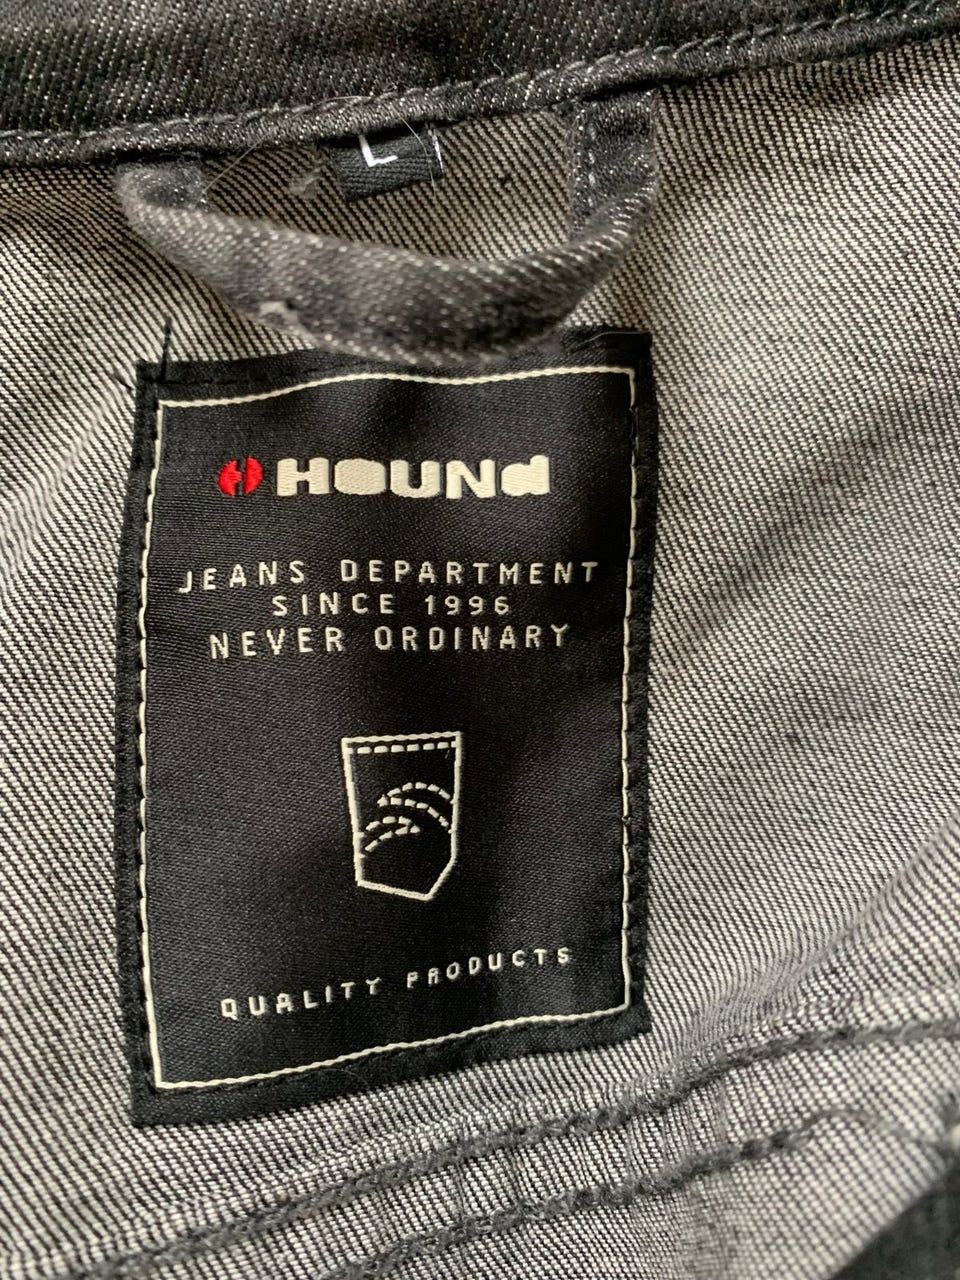 L
HOUNd
JEANS DEPARTMENT
SINCE 1996
NEVER ORDINARY
QUALITY PRODUCTS